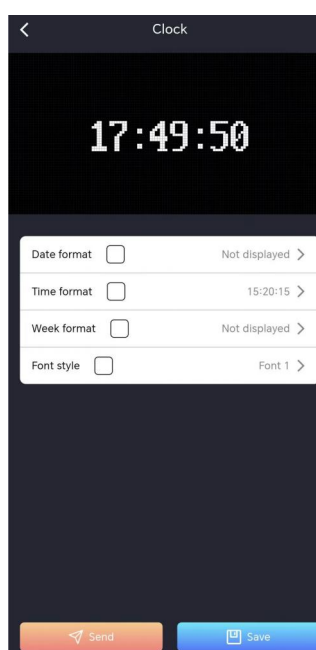 Clock
17:49:50
Date format Not displayed
Time format 15:20:15
Week format Not displayed
Font style Font 1
Send Save